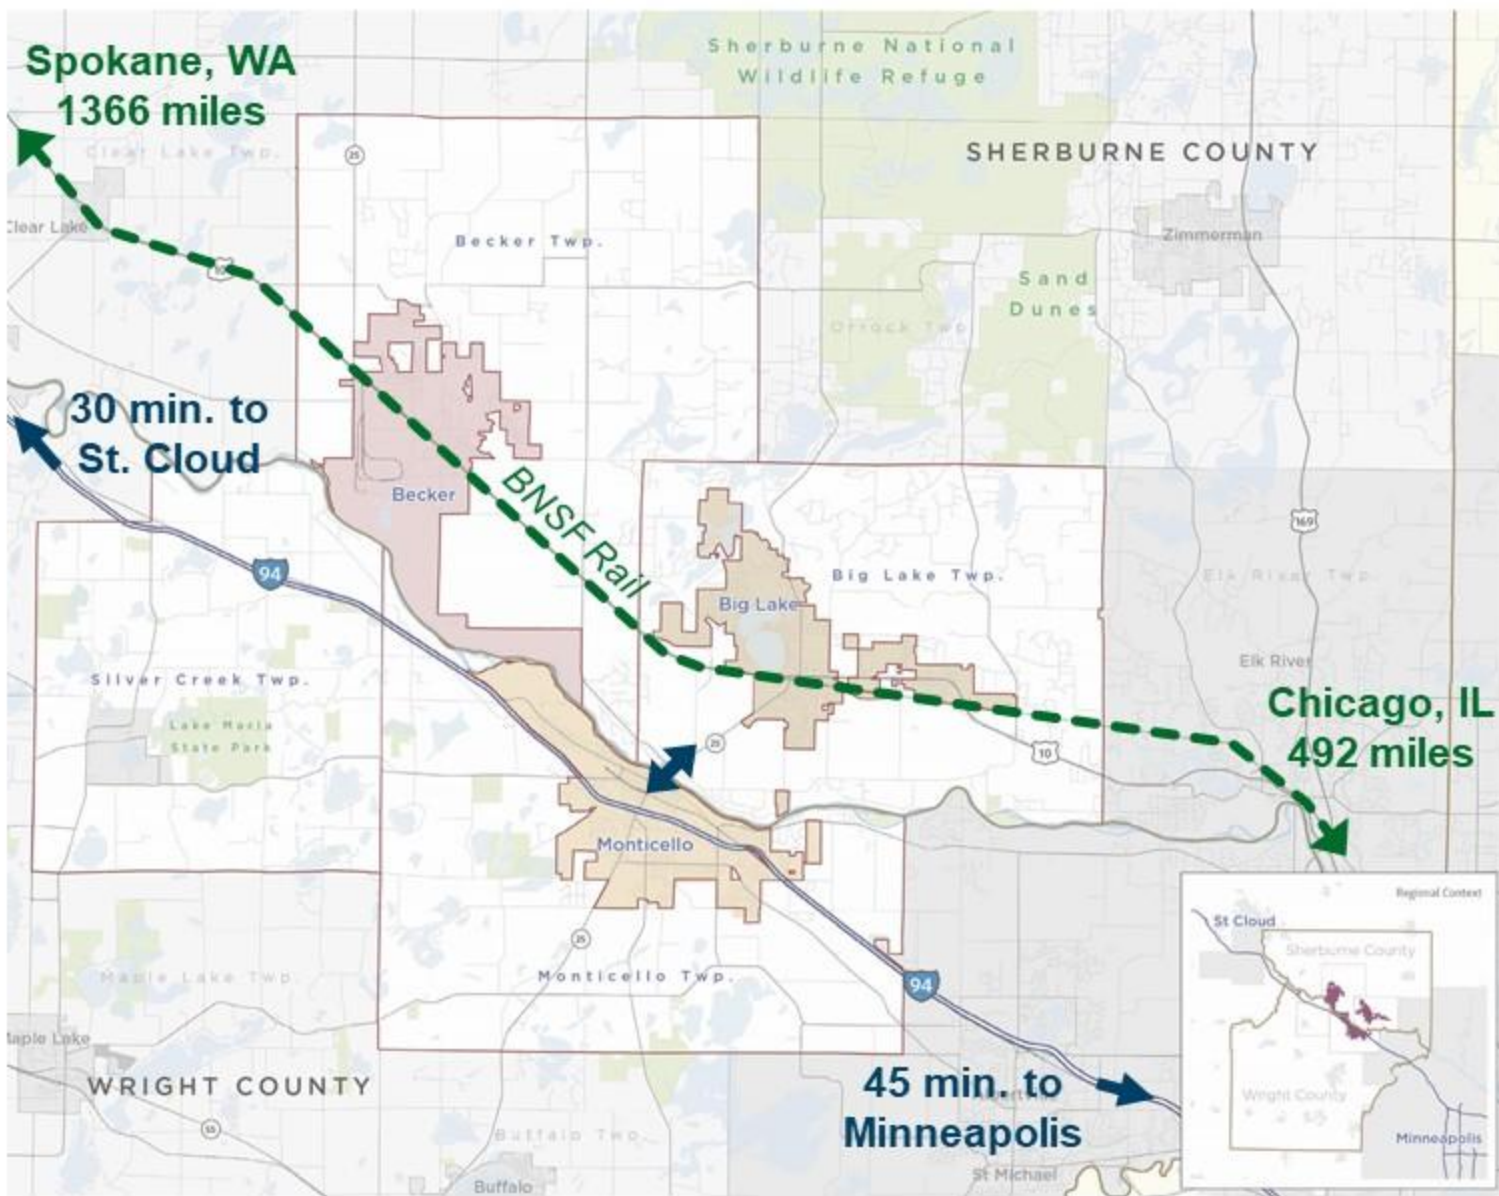 Sherburne National
Wildlife Refuge
Spokane, WA
1366 miles
SHERBURNE COUNTY
25
Clear Lake Twp.
Clear Lake
Becker Twp.
Zimmerman
10
Sand
Dunes
Orrock Twp.
30 min. to
St. Cloud
Becker
BNSF Rail
169
94
Big Lake Twp.
Elk River Twp.
Big Lake
Elk River
Silver Creek Twp.
Lake Maria
State Park
Chicago, IL
492 miles
25
10
Monticello
25
Monticello Twp.
Maple Lake Twp.
94
aple Lake
WRIGHT COUNTY
45 min. to
Minneapolis
55
Buffalo Twp.
St Michael
Buffalo
Regional Context
St Cloud
Sherburne County
Wright County
Minneapolis